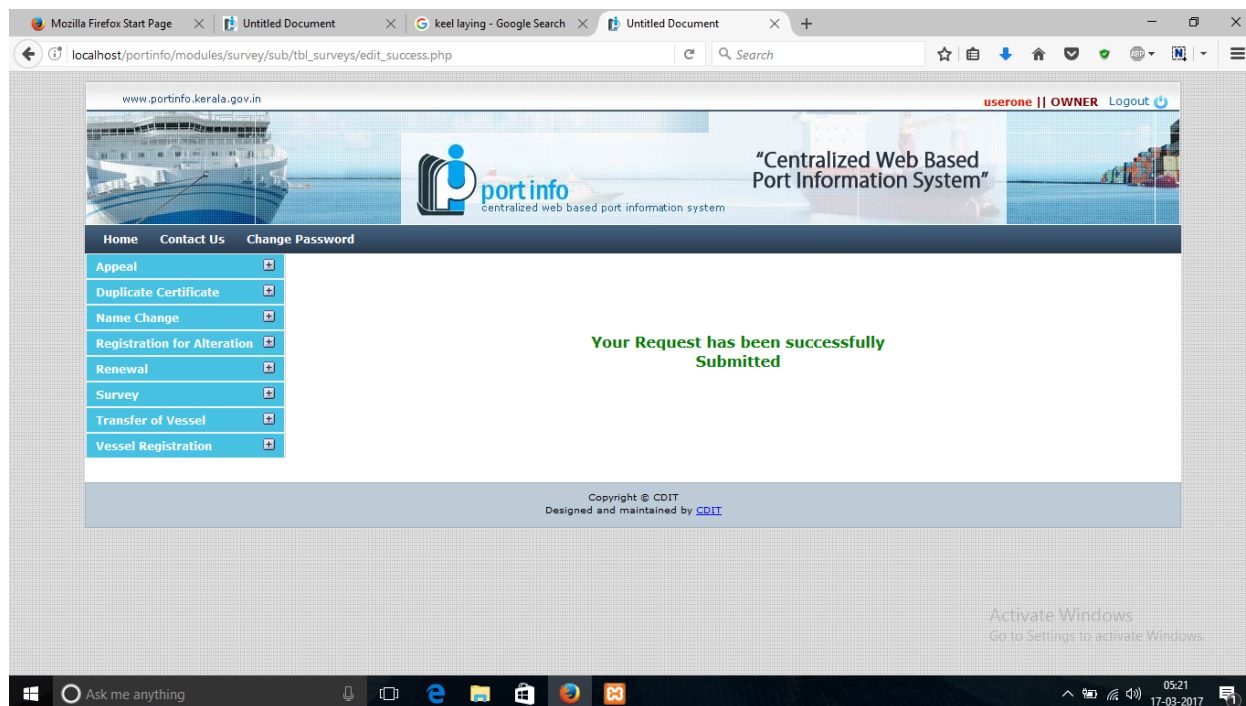 Mozilla Firefox Start Page
Untitled Document
keel laying - Google Search
Untitled Document
localhost/portinfo/modules/survey/sub/tbl_surveys/edit_success.php
Search
ABP
N
www.portinfo.kerala.gov.in
userone || OWNER Logout
port info
centralized web based port information system
"Centralized Web Based
Port Information System"
Home Contact Us Change Password
Appeal
Duplicate Certificate
Name Change
Registration for Alteration
Renewal
Survey
Transfer of Vessel
Vessel Registration
Your Request has been successfully
Submitted
Copyright © CDIT
Designed and maintained by CDIT
Activate Windows
Go to Settings to activate Windows.
Ask me anything
05:21
17-03-2017